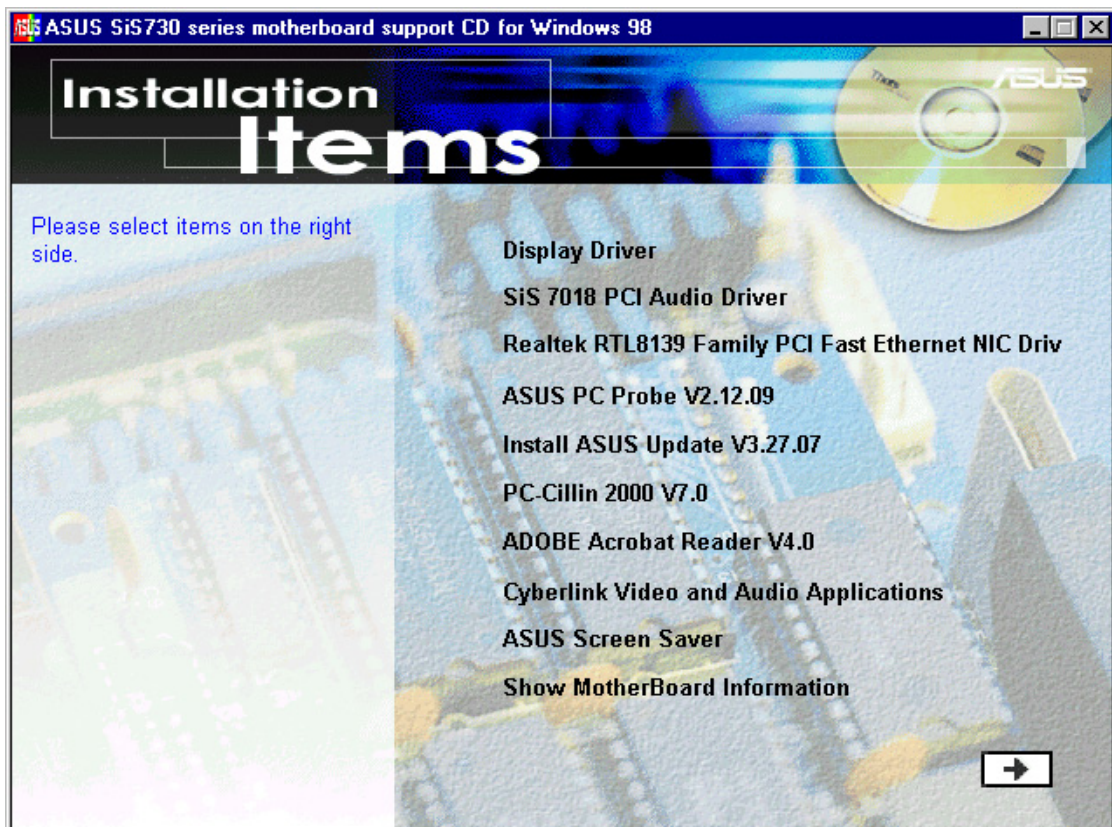 ASUS SiS730 series motherboard support CD for Windows 98
Installation
Items
ASUS
Please select items on the right
side.
Display Driver
SiS 7018 PCI Audio Driver
Realtek RTL8139 Family PCI Fast Ethernet NIC Driv
ASUS PC Probe V2.12.09
Install ASUS Update V3.27.07
PC-Cillin 2000 V7.0
ADOBE Acrobat Reader V4.0
Cyberlink Video and Audio Applications
ASUS Screen Saver
Show MotherBoard Information